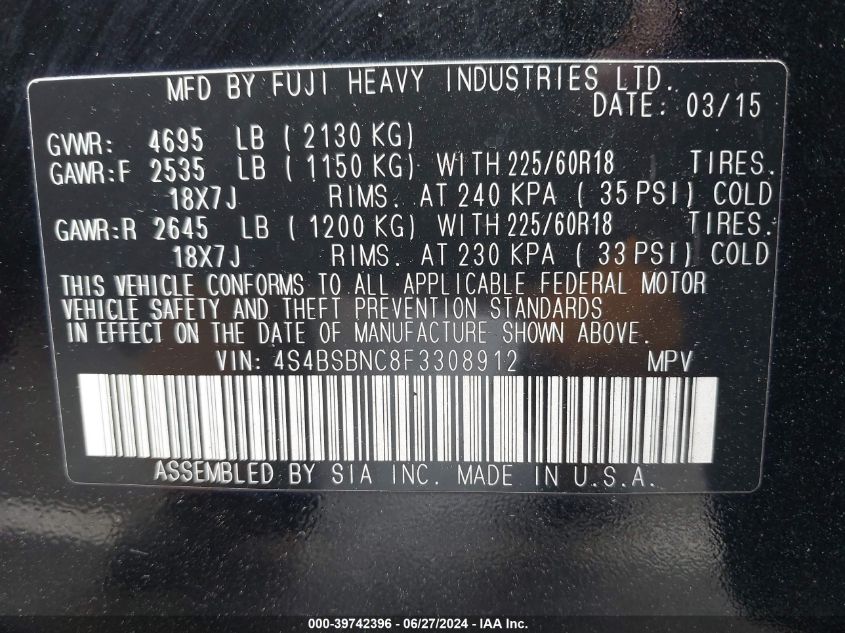 MFD BY FUJI HEAVY INDUSTRIES LTD.
DATE: 03/15
GVWR: 4695 LB ( 2130 KG)
GAWR:F 2535 LB ( 1150 KG) WITH 225/60R18 TIRES.
18X7J RIMS. AT 240 KPA ( 35 PSI) COLD
GAWR:R 2645 LB ( 1200 KG) WITH 225/60R18 TIRES.
18X7J RIMS. AT 230 KPA ( 33 PSI) COLD
THIS VEHICLE CONFORMS TO ALL APPLICABLE FEDERAL MOTOR
VEHICLE SAFETY AND THEFT PREVENTION STANDARDS
IN EFFECT ON THE DATE OF MANUFACTURE SHOWN ABOVE.
VIN: 4S4BSBNC8F3308912 MPV
ASSEMBLED BY SIA INC. MADE IN U.S.A.
000-39742396 | 06/27/2024 - IAA Inc.